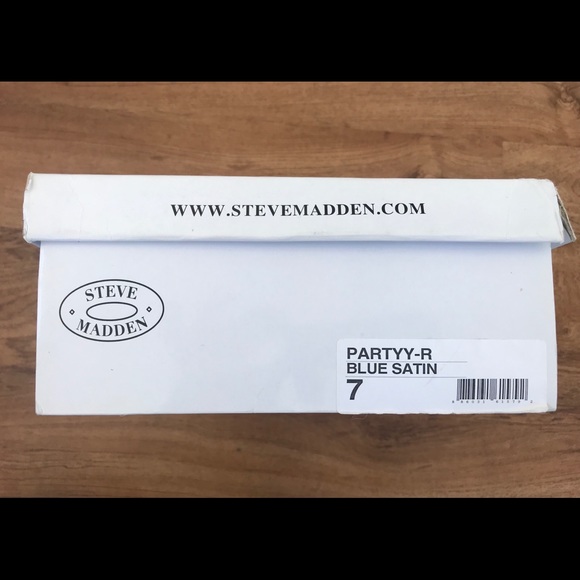 WWW.STEVEMADDEN.COM
STEVE
MADDEN
PARTYY-R
BLUE SATIN
7